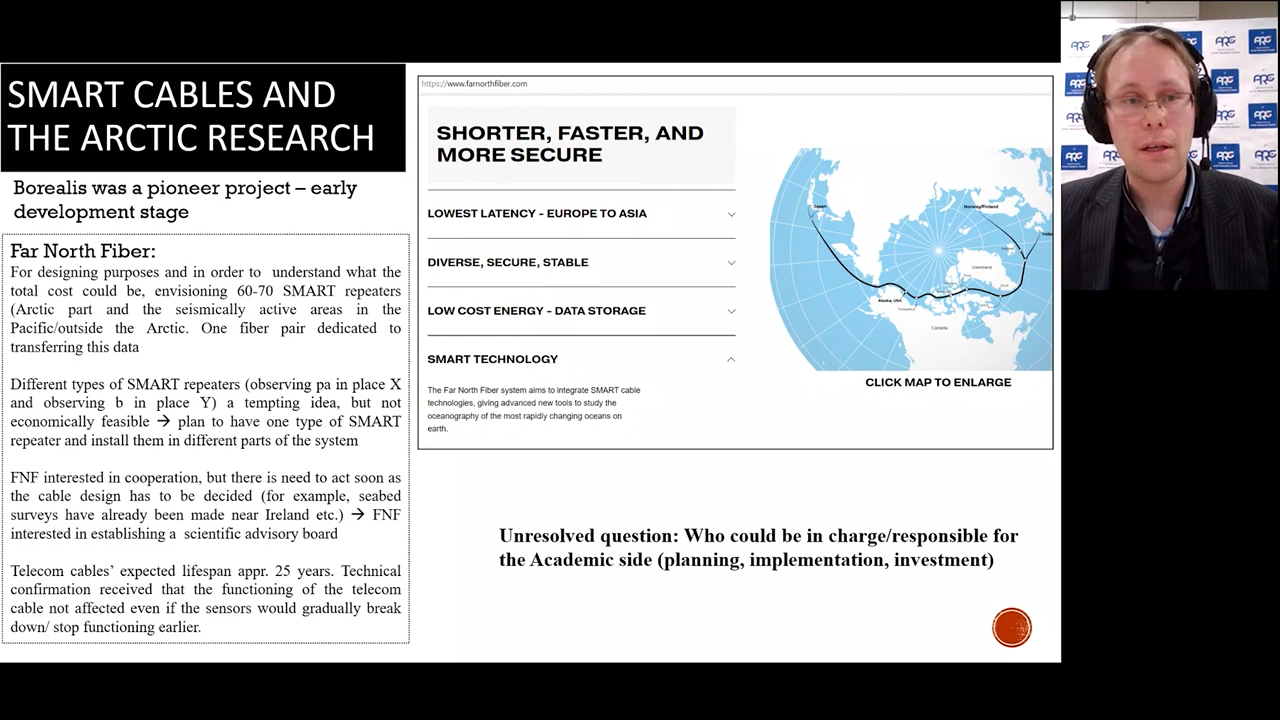 SMART CABLES AND
THE ARCTIC RESEARCH
Borealis was a pioneer project – early
development stage
Far North Fiber:
For designing purposes and in order to understand what the
total cost could be, envisioning 60-70 SMART repeaters
(Arctic part and the seismically active areas in the
Pacific/outside the Arctic. One fiber pair dedicated to
transferring this data
Different types of SMART repeaters (observing pa in place X
and observing b in place Y) a tempting idea, but not
economically feasible → plan to have one type of SMART
repeater and install them in different parts of the system
FNF interested in cooperation, but there is need to act soon as
the cable design has to be decided (for example, seabed
surveys have already been made near Ireland etc.) → FNF
interested in establishing a scientific advisory board
Telecom cables’ expected lifespan appr. 25 years. Technical
confirmation received that the functioning of the telecom
cable not affected even if the sensors would gradually break
down/ stop functioning earlier.
https://www.farnorthfiber.com
SHORTER, FASTER, AND
MORE SECURE
LOWEST LATENCY - EUROPE TO ASIA
DIVERSE, SECURE, STABLE
LOW COST ENERGY - DATA STORAGE
SMART TECHNOLOGY
The Far North Fiber system aims to integrate SMART cable
technologies, giving advanced new tools to study the
oceanography of the most rapidly changing oceans on
earth.
Japan
Norway/Finland
Greenland
Alaska, USA
Canada
CLICK MAP TO ENLARGE
Unresolved question: Who could be in charge/responsible for
the Academic side (planning, implementation, investment)
ARC
ARC
ARC
ARC
ARC